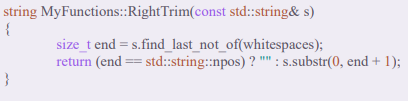 string MyFunctions::RightTrim(const std::string& s)
{
size_t end = s.find_last_not_of(whitespaces);
return (end == std::string::npos) ? "" : s.substr(0, end + 1);
}